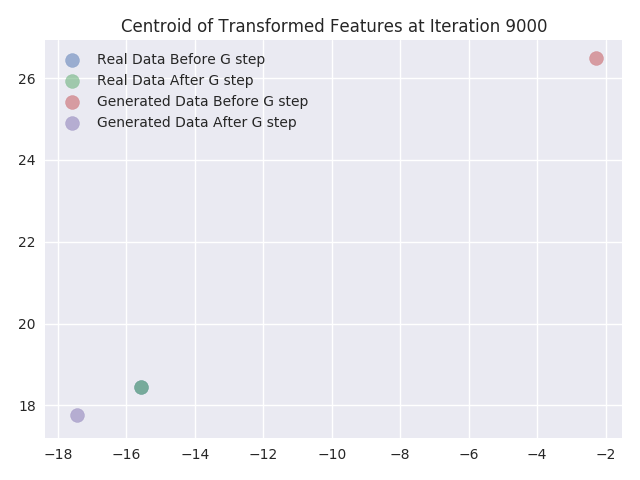 Centroid of Transformed Features at Iteration 9000
Real Data Before G step
Real Data After G step
Generated Data Before G step
Generated Data After G step
26
24
22
20
18
−18 −16 −14 −12 −10 −8 −6 −4 −2